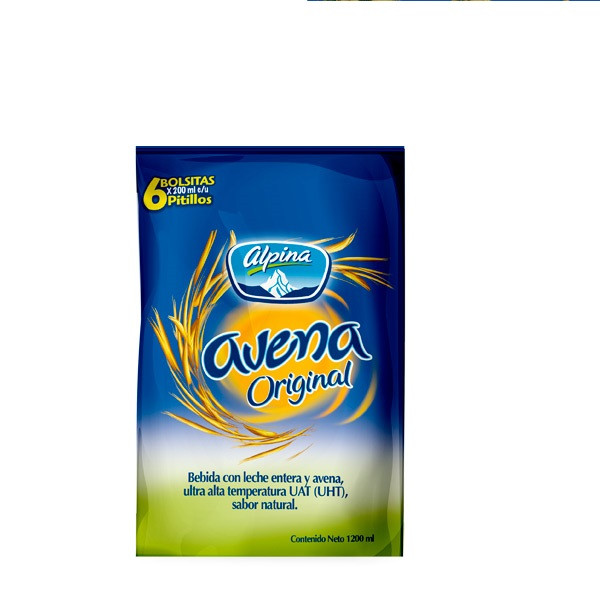 6 BOLSITAS
X 200 ml c/u
Pitillos
alpina
avena
Original
Bebida con leche entera y avena,
ultra alta temperatura UAT (UHT),
sabor natural.
Contenido Neto 1200 ml